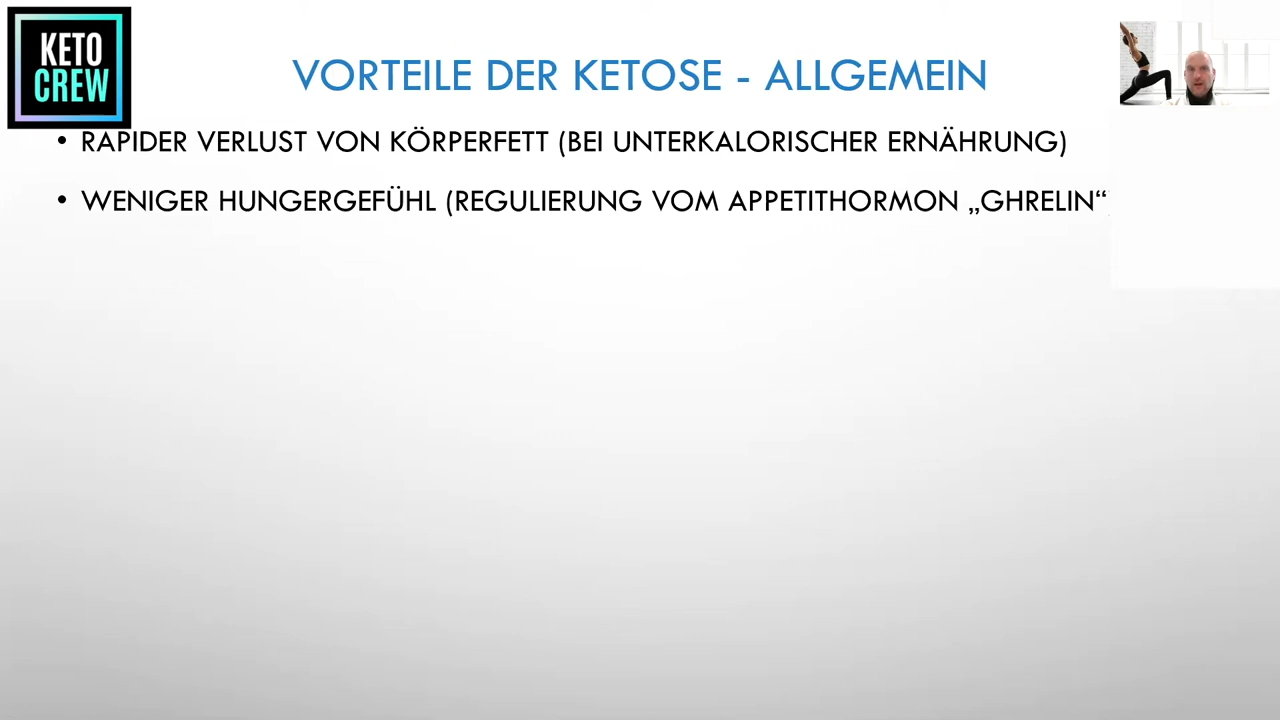 KETO
CREW
VORTEILE DER KETOSE - ALLGEMEIN
• RAPIDER VERLUST VON KÖRPERFETT (BEI UNTERKALORISCHER ERNÄHRUNG)
• WENIGER HUNGERGEFÜHL (REGULIERUNG VOM APPETITHORMON „GHRELIN“)